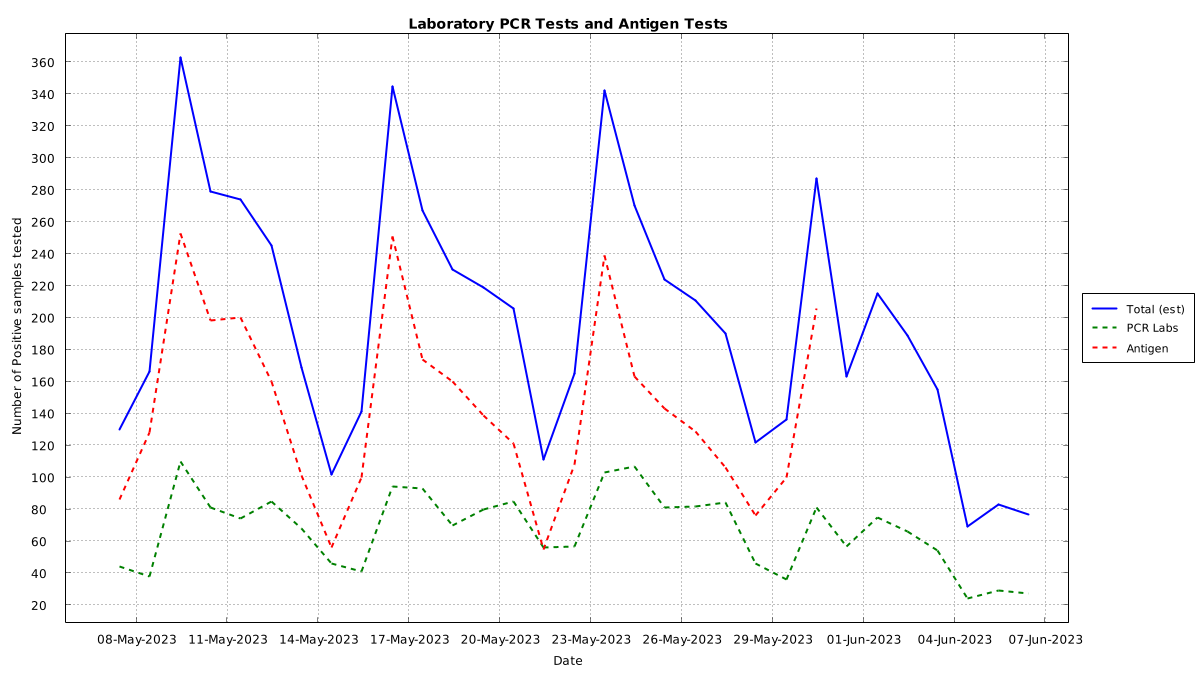 Laboratory PCR Tests and Antigen Tests
Number of Positive samples tested
360
340
320
300
280
260
240
220
200
180
160
140
120
100
80
60
40
20
08-May-2023 11-May-2023 14-May-2023 17-May-2023 20-May-2023 23-May-2023 26-May-2023 29-May-2023 01-Jun-2023 04-Jun-2023 07-Jun-2023
Date
Total (est)
PCR Labs
Antigen